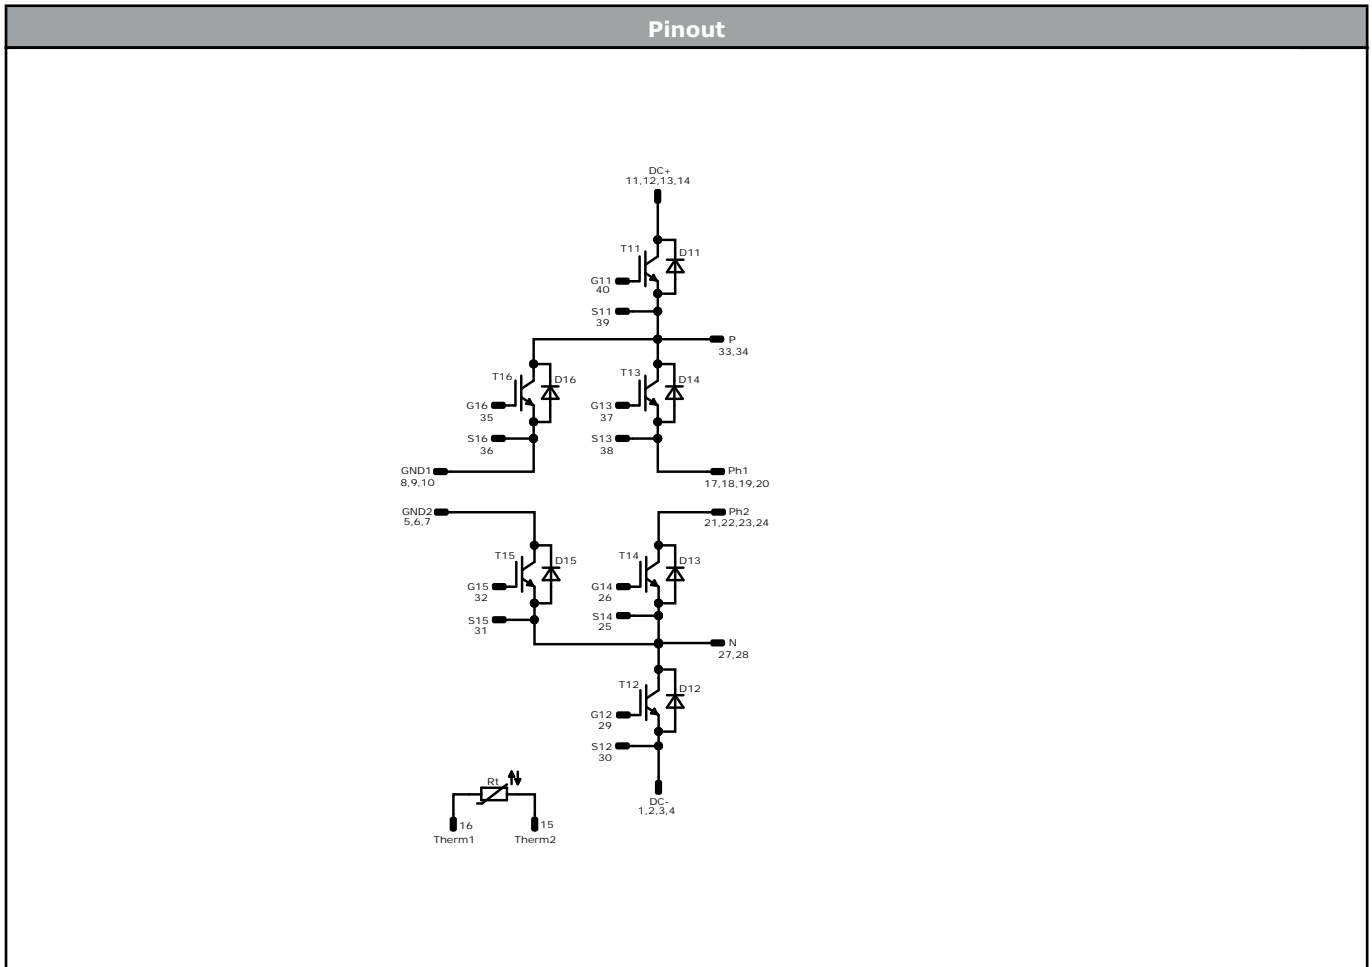 Pinout
DC+
11,12,13,14
T11
D11
G11
40
S11
39
P
33,34
T16
D16
T13
D14
G16
35
G13
37
S16
36
S13
38
GND1
8,9,10
Ph1
17,18,19,20
GND2
5,6,7
Ph2
21,22,23,24
T15
D15
T14
D13
G15
32
G14
26
S15
31
S14
25
N
27,28
T12
D12
G12
29
S12
30
Rt
DC-
1,2,3,4
16
15
Therm1
Therm2